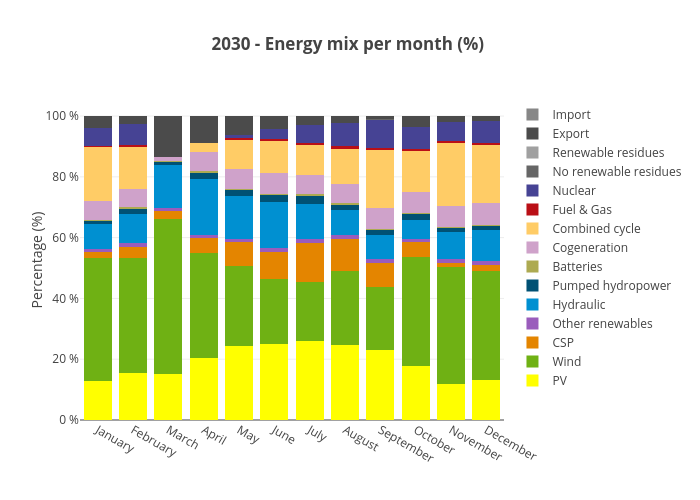 2030 - Energy mix per month (%)
Percentage (%)
100 %
80 %
60 %
40 %
20 %
0 %
January
February
March
April
May
June
July
August
September
October
November
December
Import
Export
Renewable residues
No renewable residues
Nuclear
Fuel & Gas
Combined cycle
Cogeneration
Batteries
Pumped hydropower
Hydraulic
Other renewables
CSP
Wind
PV